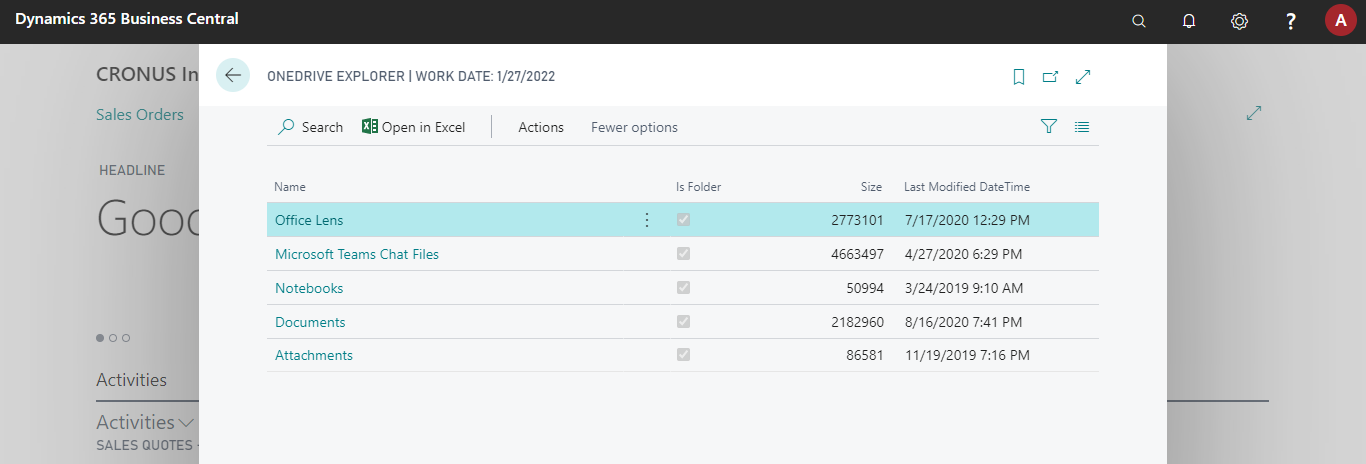 Dynamics 365 Business Central
?
A
CRONUS In
ONEDRIVE EXPLORER | WORK DATE: 1/27/2022
Sales Orders
Search Open in Excel Actions Fewer options
HEADLINE
Good
Name Is Folder Size Last Modified DateTime
Office Lens 2773101 7/17/2020 12:29 PM
Microsoft Teams Chat Files 4663497 4/27/2020 6:29 PM
Notebooks 50994 3/24/2019 9:10 AM
Documents 2182960 8/16/2020 7:41 PM
Attachments 86581 11/19/2019 7:16 PM
Activities
Activities
SALES QUOTES -